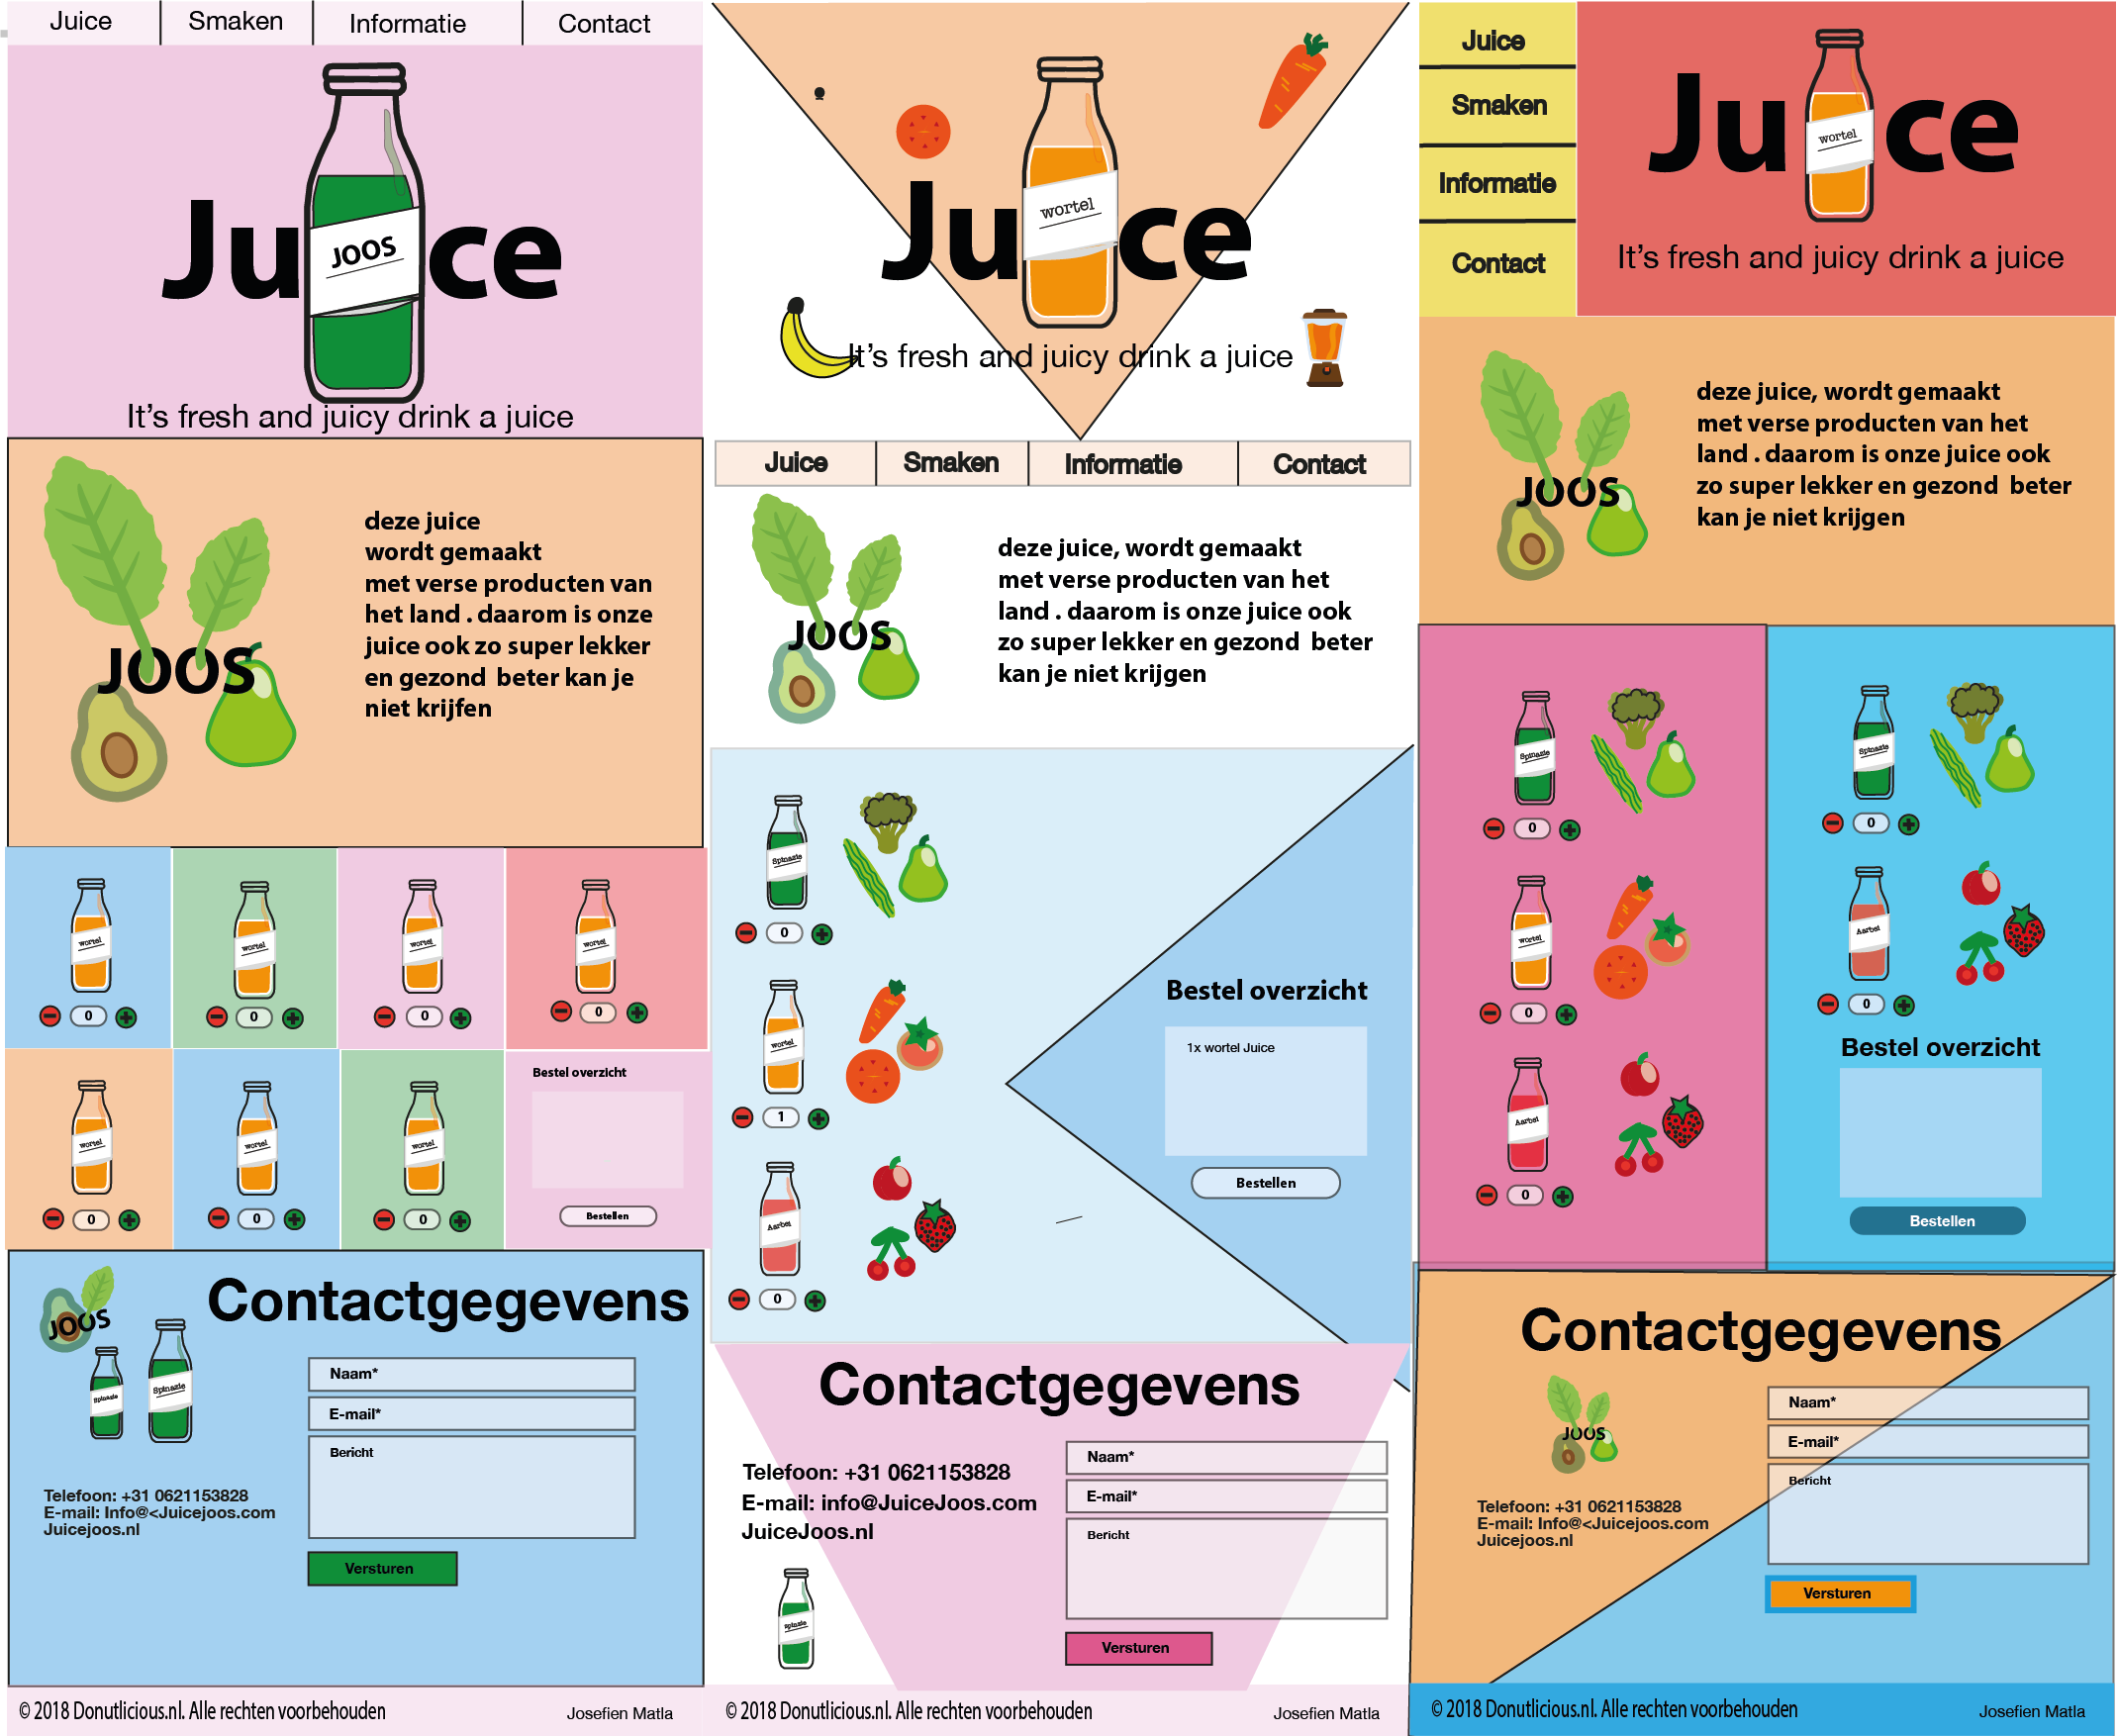 Juice
Smaken
Informatie
Contact
JOOS
Juice
It's fresh and juicy drink a juice
JOOS
deze juice
wordt gemaakt
met verse producten van
het land . daarom is onze
juice ook zo super lekker
en gezond  beter kan je
niet krijfen
wortel
wortel
wortel
wortel
0
0
0
0
wortel
wortel
wortel
Bestel overzicht
0
0
0
Bestellen
Contactgegevens
JOOS
Spinazie
Spinazie
Naam*
E-mail*
Bericht
Telefoon: +31 0621153828
E-mail: Info@<Juicejoos.com
Juicejoos.nl
Versturen
© 2018 Donutlicious.nl. Alle rechten voorbehouden
Josefien Matla
wortel
Juice
It's fresh and juicy drink a juice
Juice
Smaken
Informatie
Contact
JOOS
deze juice, wordt gemaakt
met verse producten van het
land . daarom is onze juice ook
zo super lekker en gezond  beter
kan je niet krijgen
Spinazie
0
wortel
1
Aarbei
0
Bestel overzicht
1x wortel Juice
Bestellen
Contactgegevens
Telefoon: +31 0621153828
E-mail: info@JuiceJoos.com
JuiceJoos.nl
Spinazie
Naam*
E-mail*
Bericht
Versturen
© 2018 Donutlicious.nl. Alle rechten voorbehouden
Josefien Matla
Juice
Smaken
Informatie
Contact
wortel
Juice
It's fresh and juicy drink a juice
JOOS
deze juice, wordt gemaakt
met verse producten van het
land . daarom is onze juice ook
zo super lekker en gezond  beter
kan je niet krijgen
Spinazie
0
wortel
0
Aarbei
0
Spinazie
0
Aarbei
0
Bestel overzicht
Bestellen
Contactgegevens
JOOS
Telefoon: +31 0621153828
E-mail: Info@<Juicejoos.com
Juicejoos.nl
Naam*
E-mail*
Bericht
Versturen
© 2018 Donutlicious.nl. Alle rechten voorbehouden
Josefien Matla